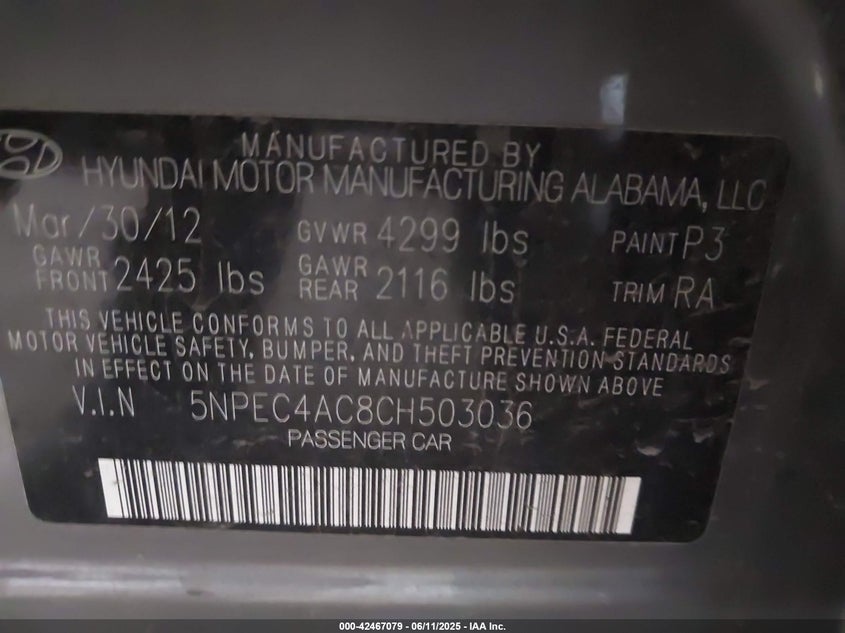 MANUFACTURED BY
HYUNDAI MOTOR MANUFACTURING ALABAMA, LLC
Mar/30/12 GVWR 4299 lbs PAINT P3
GAWR FRONT 2425 lbs GAWR REAR 2116 lbs TRIM RA
THIS VEHICLE CONFORMS TO ALL APPLICABLE U.S.A. FEDERAL
MOTOR VEHICLE SAFETY, BUMPER, AND THEFT PREVENTION STANDARDS
IN EFFECT ON THE DATE OF MANUFACTURE SHOWN ABOVE
V.I.N 5NPEC4AC8CH503036
PASSENGER CAR
000-42467079 - 06/11/2025 - IAA Inc.